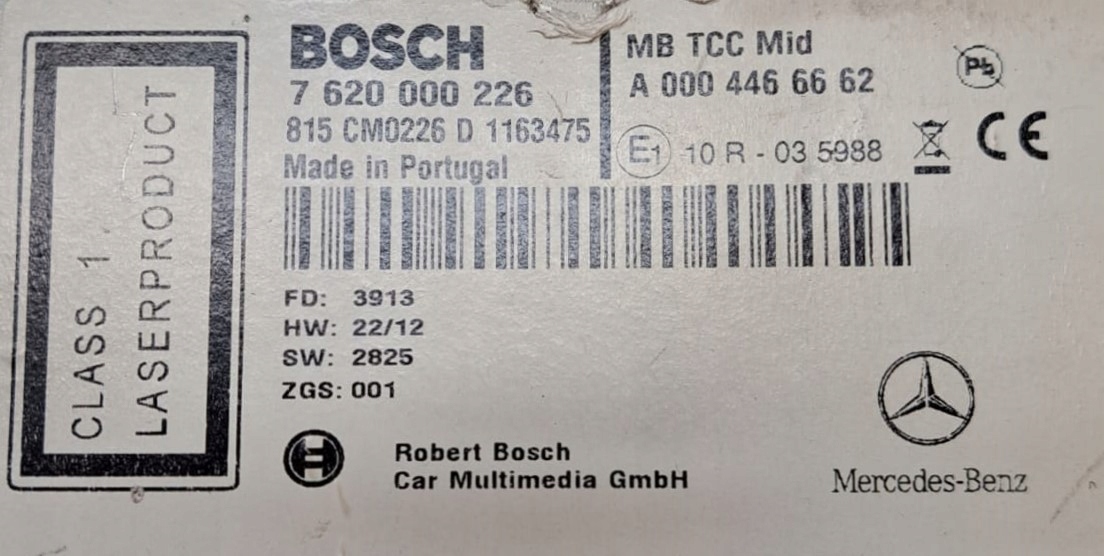 CLASS 1
LASERPRODUCT
BOSCH
7 620 000 226
815 CM0226 D 1163475
Made in Portugal
MB TCC Mid
A 000 446 66 62
Pb
E1 10 R - 03 5988
CE
FD: 3913
HW: 22/12
SW: 2825
ZGS: 001
Robert Bosch
Car Multimedia GmbH
Mercedes-Benz